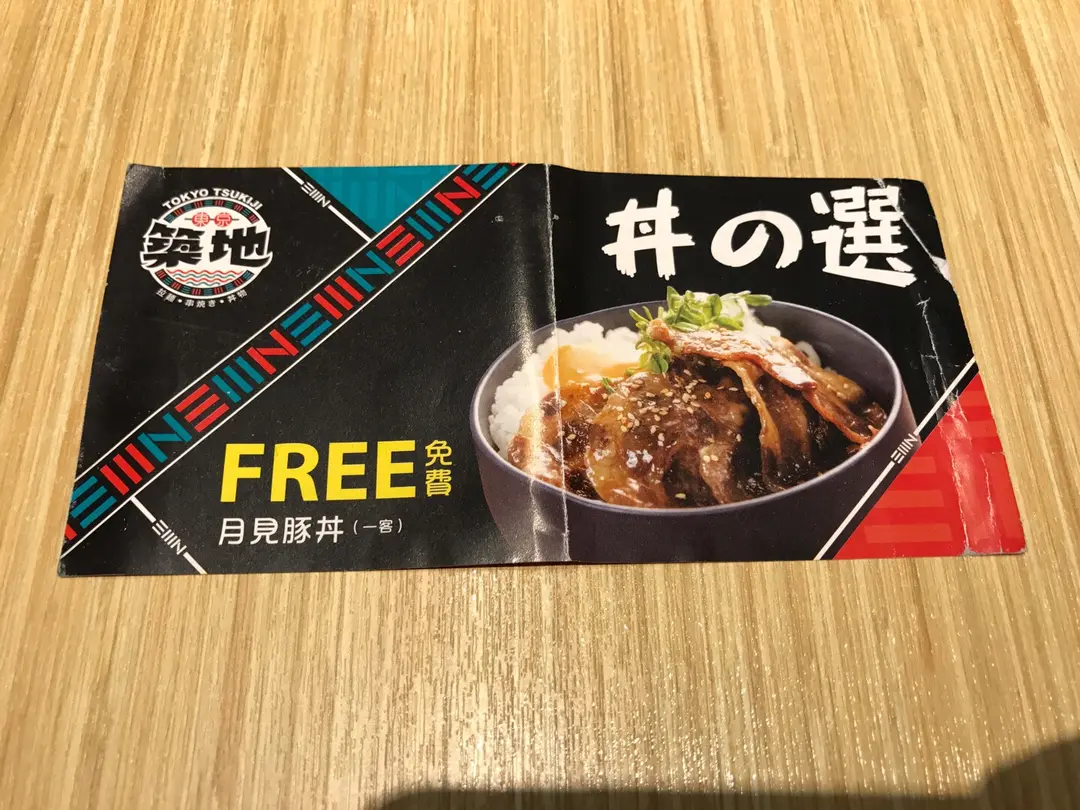 TOKYO TSUKIJI
東京
築地
拉麵・串焼き・丼物
丼の選
FREE 免費
月見豚丼（一客）